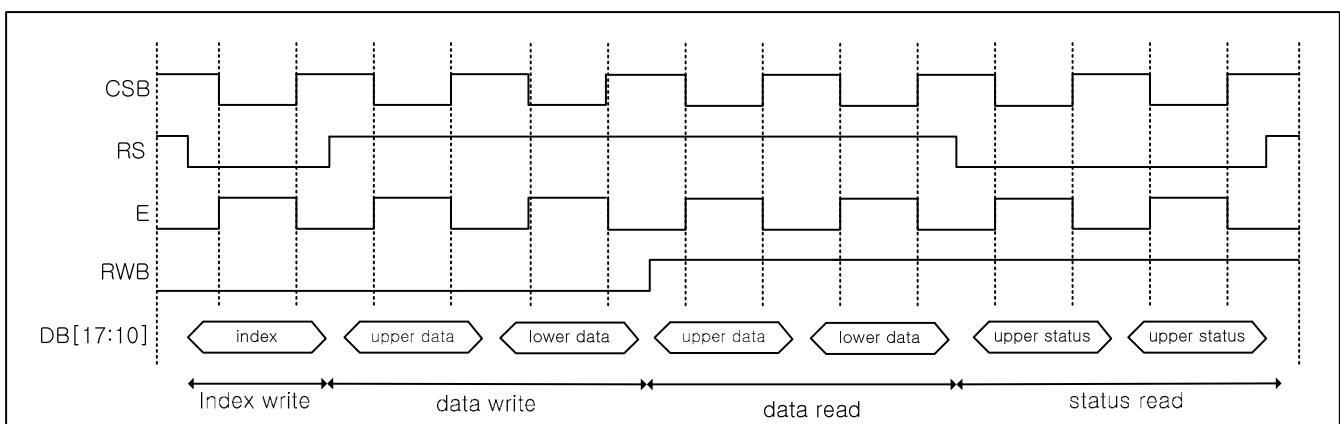 CSB
RS
E
RWB
DB[17:10] index upper data lower data upper data lower data upper status upper status
Index write data write data read status read